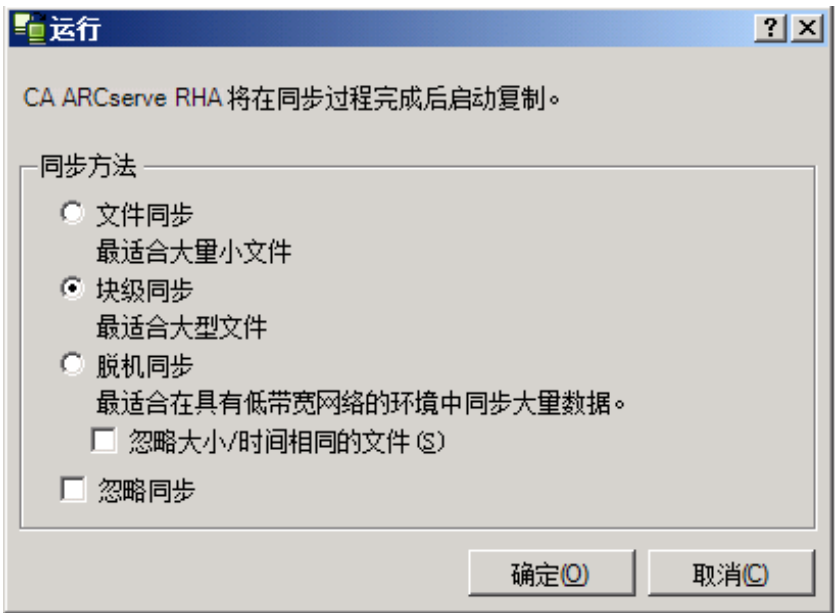 运行
CA ARCserve RHA 将在同步过程完成后启动复制。
同步方法
文件同步
最适合大量小文件
块级同步
最适合大型文件
脱机同步
最适合在具有低带宽网络的环境中同步大量数据。
忽略大小/时间相同的文件(S)
忽略同步
确定(O) 取消(C)